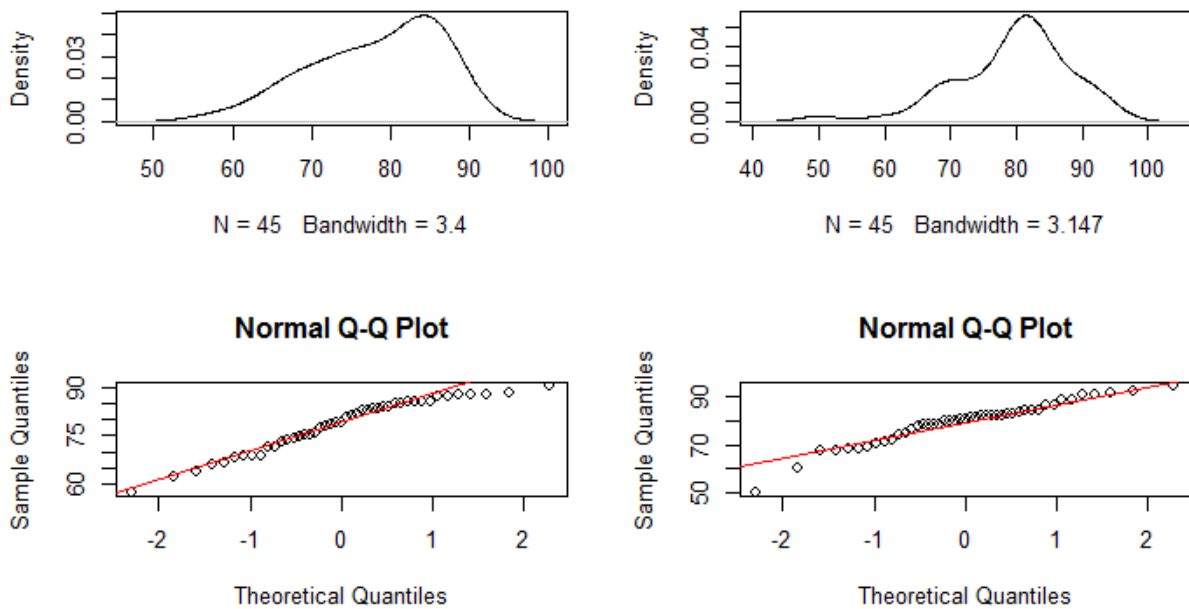 Density
0.00 0.03
50 60 70 80 90 100
N = 45 Bandwidth = 3.4
Density
0.00 0.04
40 50 60 70 80 90 100
N = 45 Bandwidth = 3.147
Normal Q-Q Plot
Sample Quantiles
60 75 90
-2 -1 0 1 2
Theoretical Quantiles
Normal Q-Q Plot
Sample Quantiles
50 70 90
-2 -1 0 1 2
Theoretical Quantiles